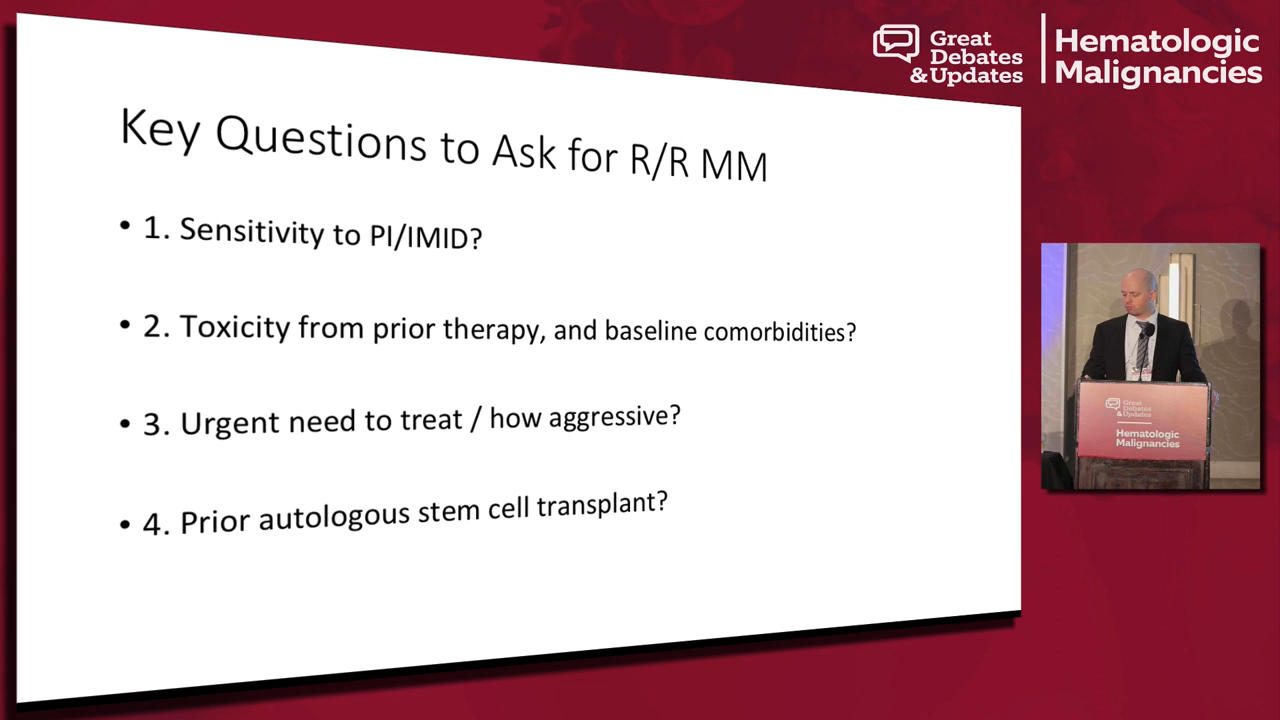 Great
Debates
&Updates
Hematologic
Malignancies
Key Questions to Ask for R/R MM
• 1. Sensitivity to PI/IMID?
• 2. Toxicity from prior therapy, and baseline comorbidities?
• 3. Urgent need to treat / how aggressive?
• 4. Prior autologous stem cell transplant?
Great
Debates
&Updates
Hematologic
Malignancies